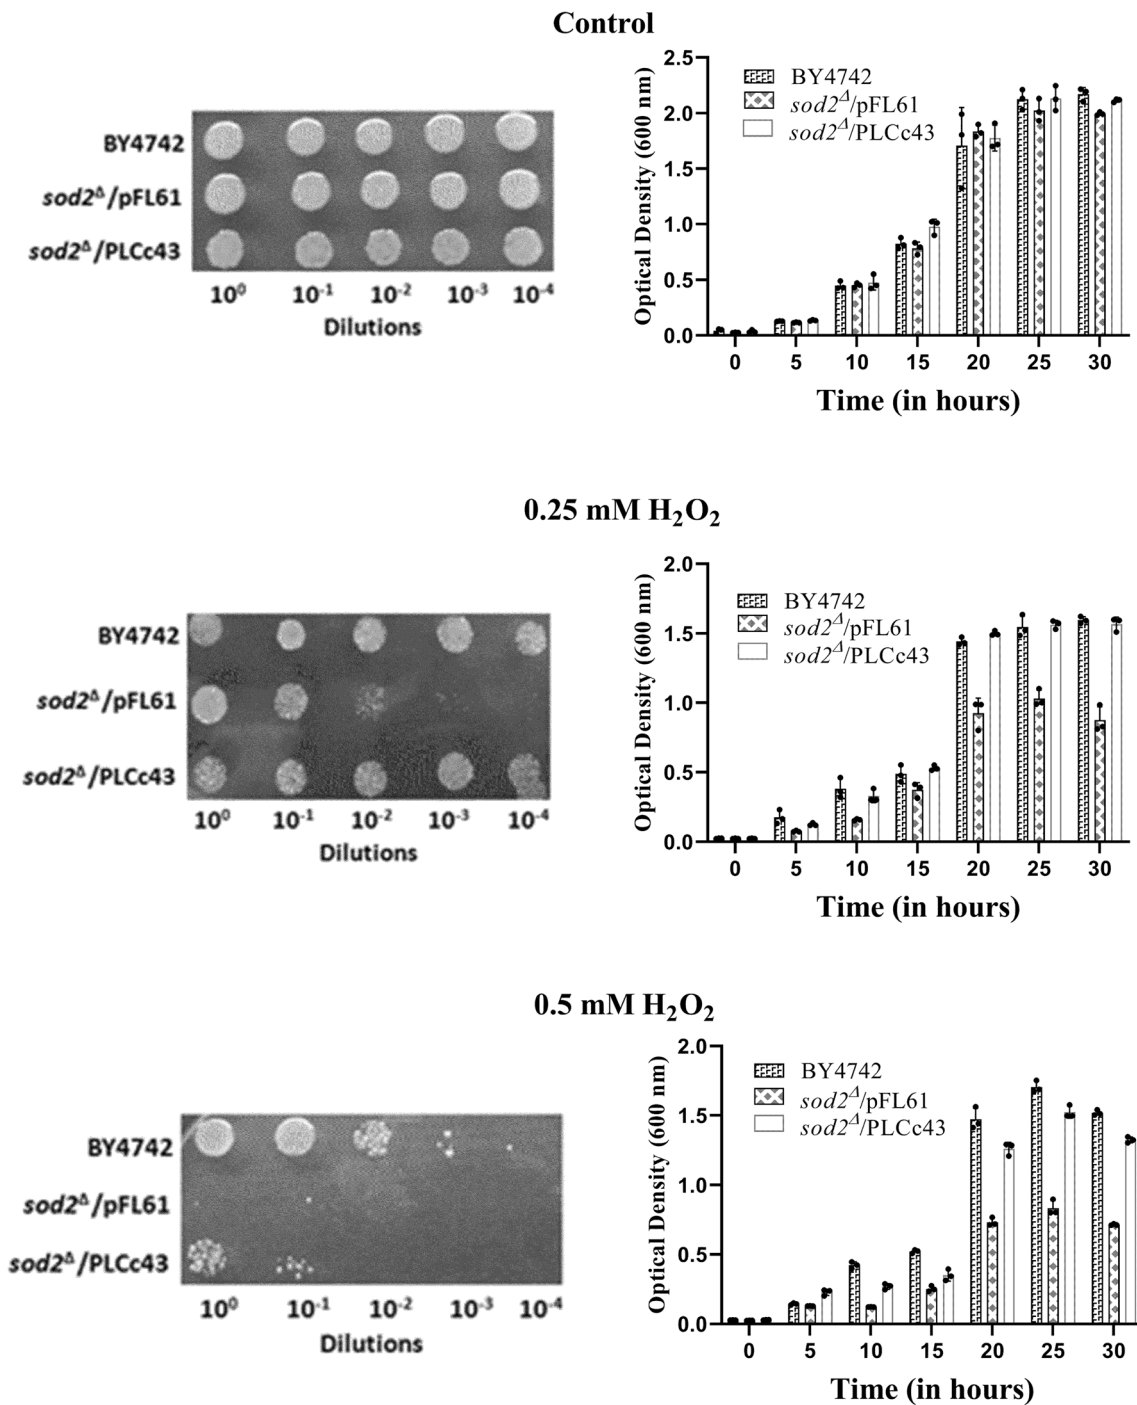 Control
BY4742
sod2Δ/pFL61
sod2Δ/PLCc43
10⁰ 10⁻¹ 10⁻² 10⁻³ 10⁻⁴
Dilutions
Optical Density (600 nm)
2.5
2.0
1.5
1.0
0.5
0.0
BY4742
sod2Δ/pFL61
sod2Δ/PLCc43
0 5 10 15 20 25 30
Time (in hours)
0.25 mM H₂O₂
BY4742
sod2Δ/pFL61
sod2Δ/PLCc43
10⁰ 10⁻¹ 10⁻² 10⁻³ 10⁻⁴
Dilutions
Optical Density (600 nm)
2.0
1.5
1.0
0.5
0.0
BY4742
sod2Δ/pFL61
sod2Δ/PLCc43
0 5 10 15 20 25 30
Time (in hours)
0.5 mM H₂O₂
BY4742
sod2Δ/pFL61
sod2Δ/PLCc43
10⁰ 10⁻¹ 10⁻² 10⁻³ 10⁻⁴
Dilutions
Optical Density (600 nm)
2.0
1.5
1.0
0.5
0.0
BY4742
sod2Δ/pFL61
sod2Δ/PLCc43
0 5 10 15 20 25 30
Time (in hours)